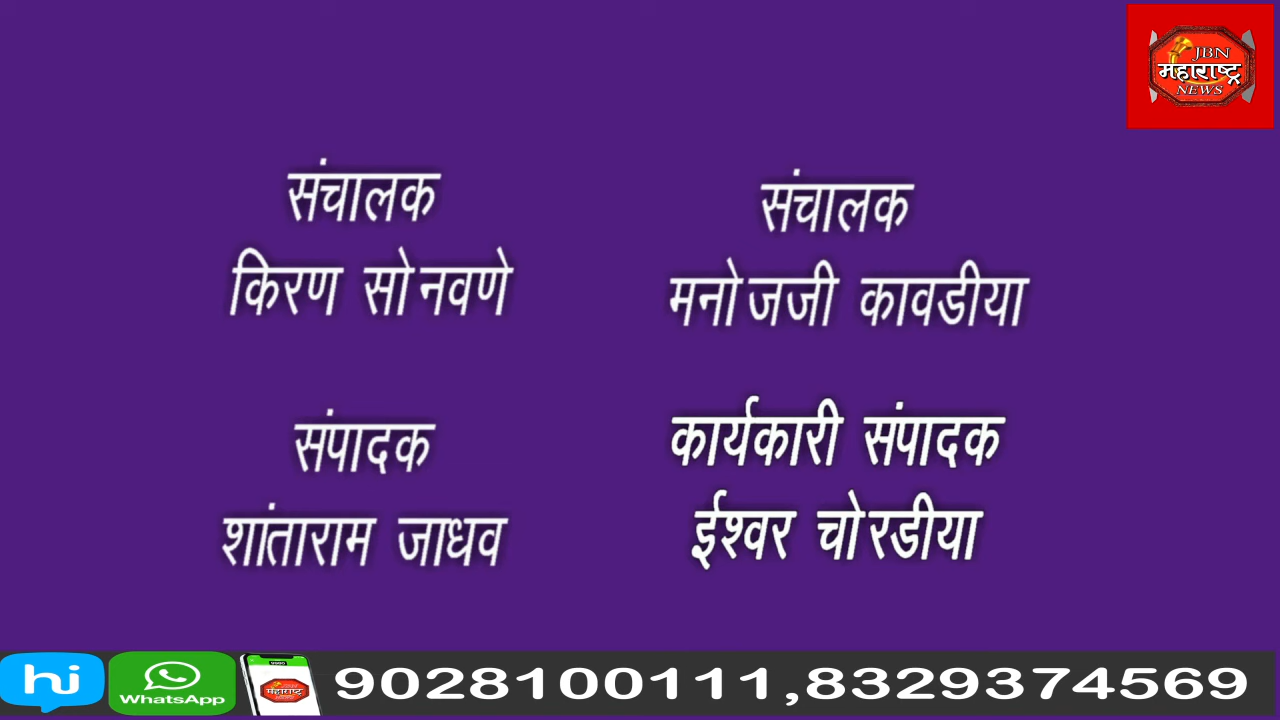 JBN
महाराष्ट्र
NEWS
संचालक
किरण सोनवणे
संचालक
मनोजजी कावडीया
संपादक
शांताराम जाधव
कार्यकारी संपादक
ईश्वर चोरडीया
hi
WhatsApp
महाराष्ट्र
9028100111,8329374569